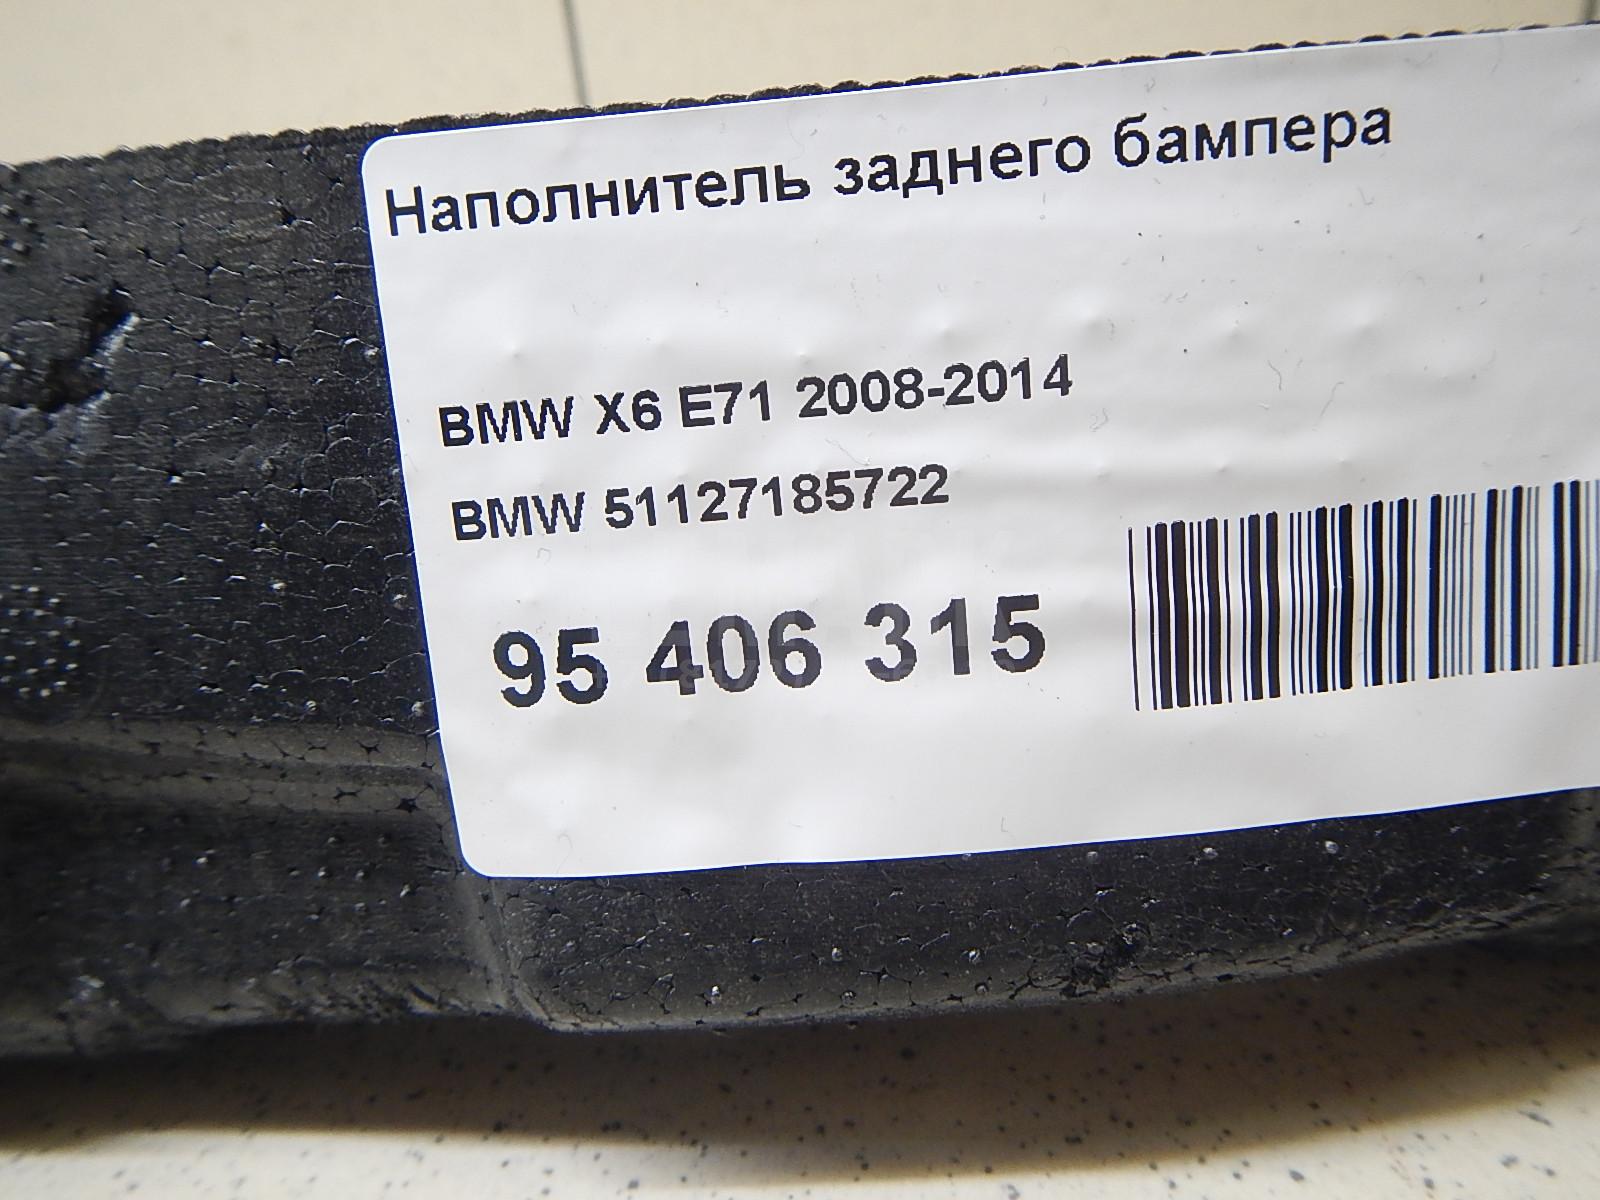 Наполнитель заднего бампера
BMW X6 E71 2008-2014
BMW 51127185722
95 406 315